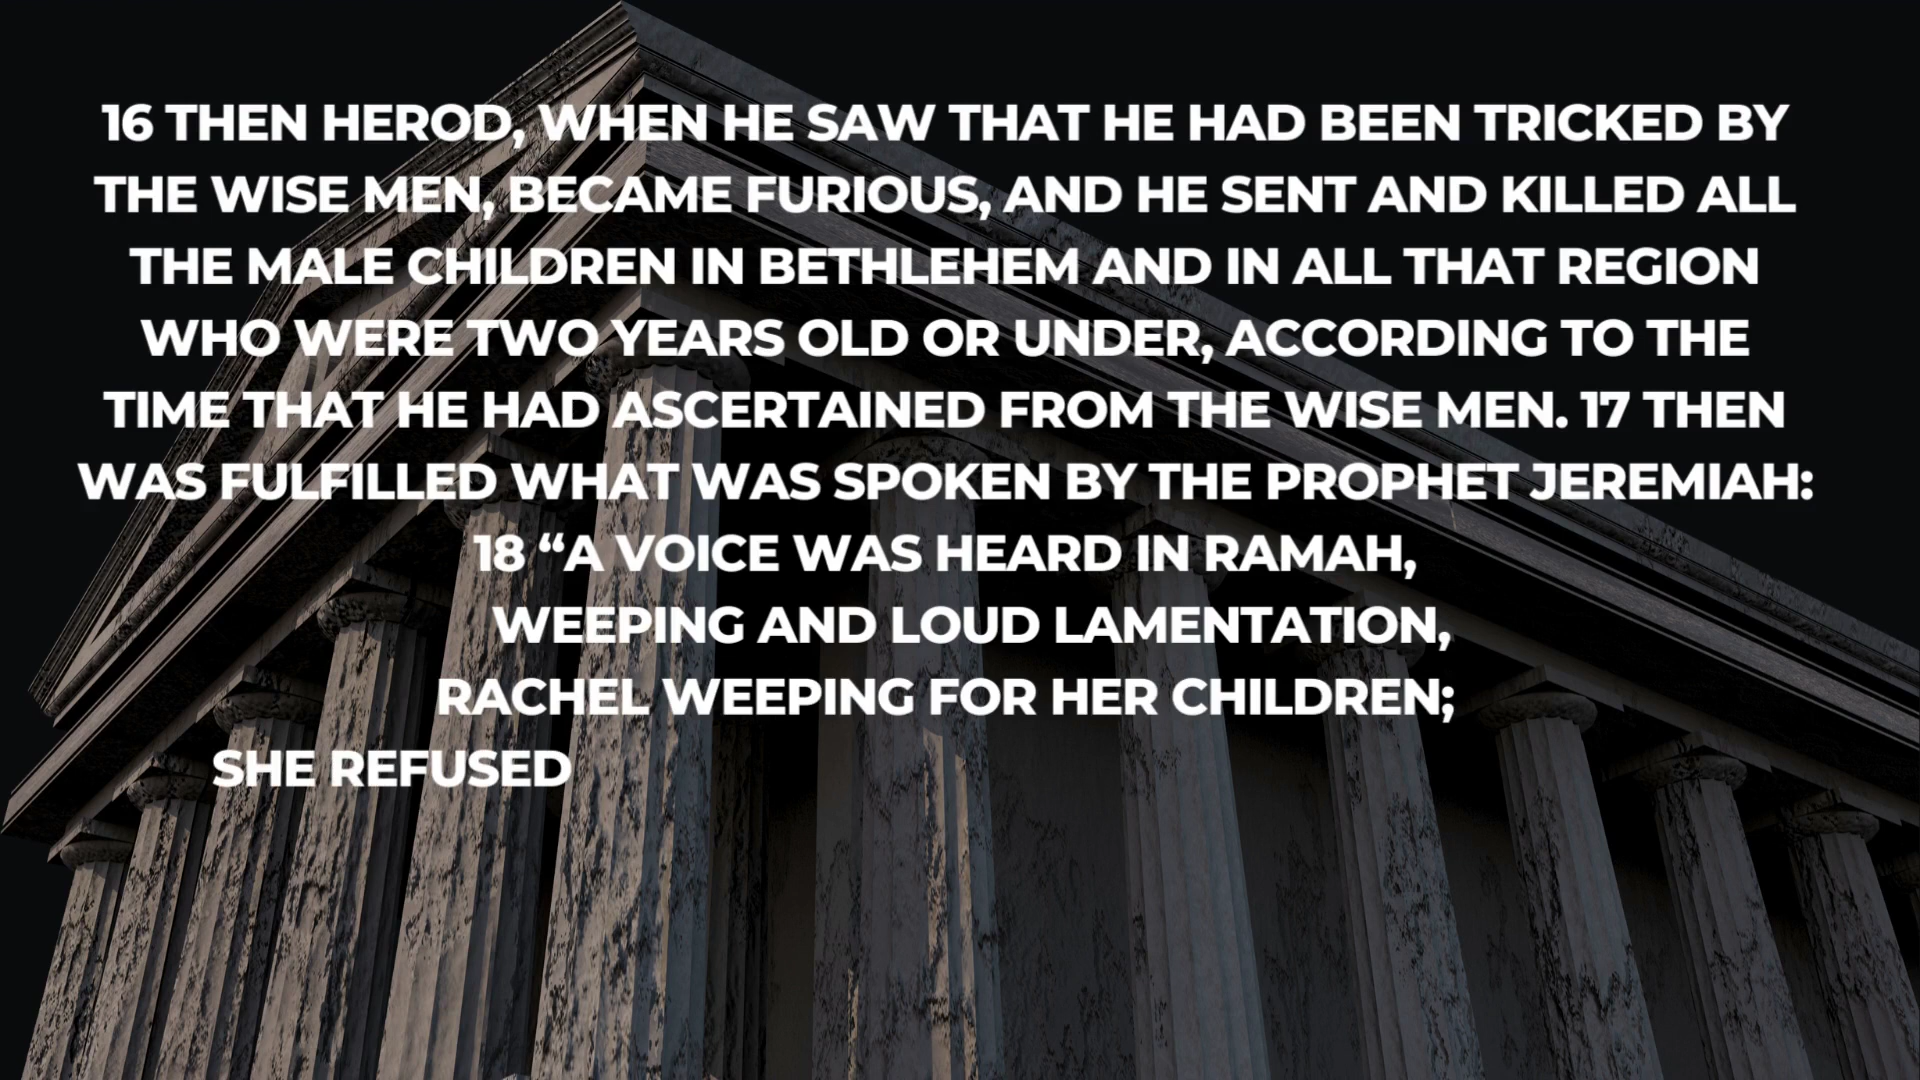 16 THEN HEROD, WHEN HE SAW THAT HE HAD BEEN TRICKED BY
THE WISE MEN, BECAME FURIOUS, AND HE SENT AND KILLED ALL
THE MALE CHILDREN IN BETHLEHEM AND IN ALL THAT REGION
WHO WERE TWO YEARS OLD OR UNDER, ACCORDING TO THE
TIME THAT HE HAD ASCERTAINED FROM THE WISE MEN. 17 THEN
WAS FULFILLED WHAT WAS SPOKEN BY THE PROPHET JEREMIAH:
18 “A VOICE WAS HEARD IN RAMAH,
WEEPING AND LOUD LAMENTATION,
RACHEL WEEPING FOR HER CHILDREN;
SHE REFUSED